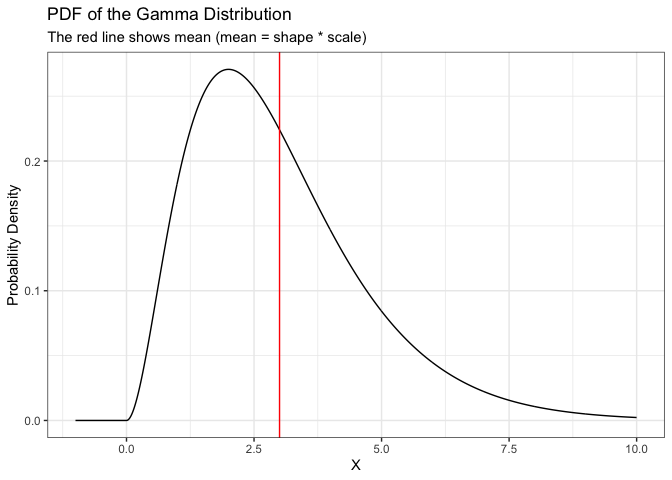 PDF of the Gamma Distribution
The red line shows mean (mean = shape * scale)
Probability Density
0.2
0.1
0.0
0.0 2.5 5.0 7.5 10.0
X